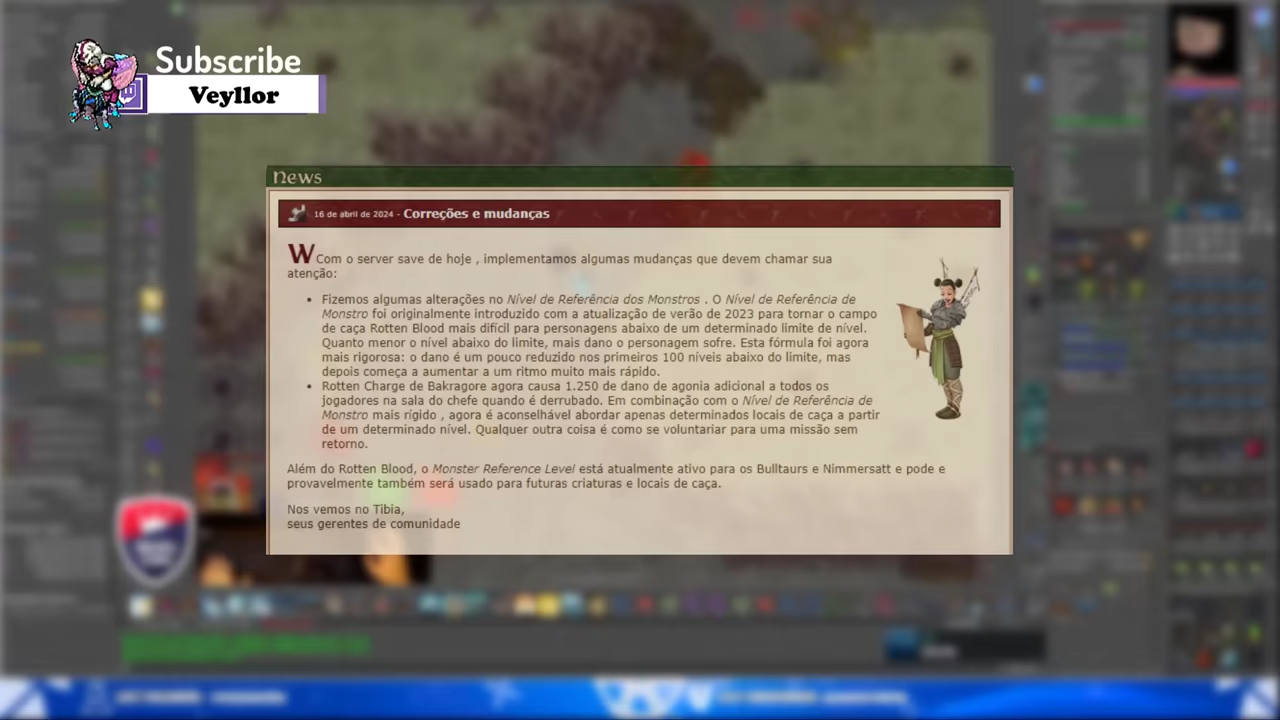 Subscribe
Veyllor
News
16 de abril de 2024 - Correções e mudanças
WCom o server save de hoje , implementamos algumas mudanças que devem chamar sua
atenção:
• Fizemos algumas alterações no Nível de Referência dos Monstros . O Nível de Referência de
Monstro foi originalmente introduzido com a atualização de verão de 2023 para tornar o campo
de caça Rotten Blood mais difícil para personagens abaixo de um determinado limite de nível.
Quanto menor o nível abaixo do limite, mais dano o personagem sofre. Esta fórmula foi agora
mais rigorosa: o dano é um pouco reduzido nos primeiros 100 níveis abaixo do limite, mas
depois começa a aumentar a um ritmo muito mais rápido.
• Rotten Charge de Bakragore agora causa 1.250 de dano de agonia adicional a todos os
jogadores na sala do chefe quando é derrubado. Em combinação com o Nível de Referência de
Monstro mais rígido , agora é aconselhável abordar apenas determinados locais de caça a partir
de um determinado nível. Qualquer outra coisa é como se voluntariar para uma missão sem
retorno.
Além do Rotten Blood, o Monster Reference Level está atualmente ativo para os Bulltaurs e Nimmersatt e pode e
provavelmente também será usado para futuras criaturas e locais de caça.
Nos vemos no Tibia,
seus gerentes de comunidade